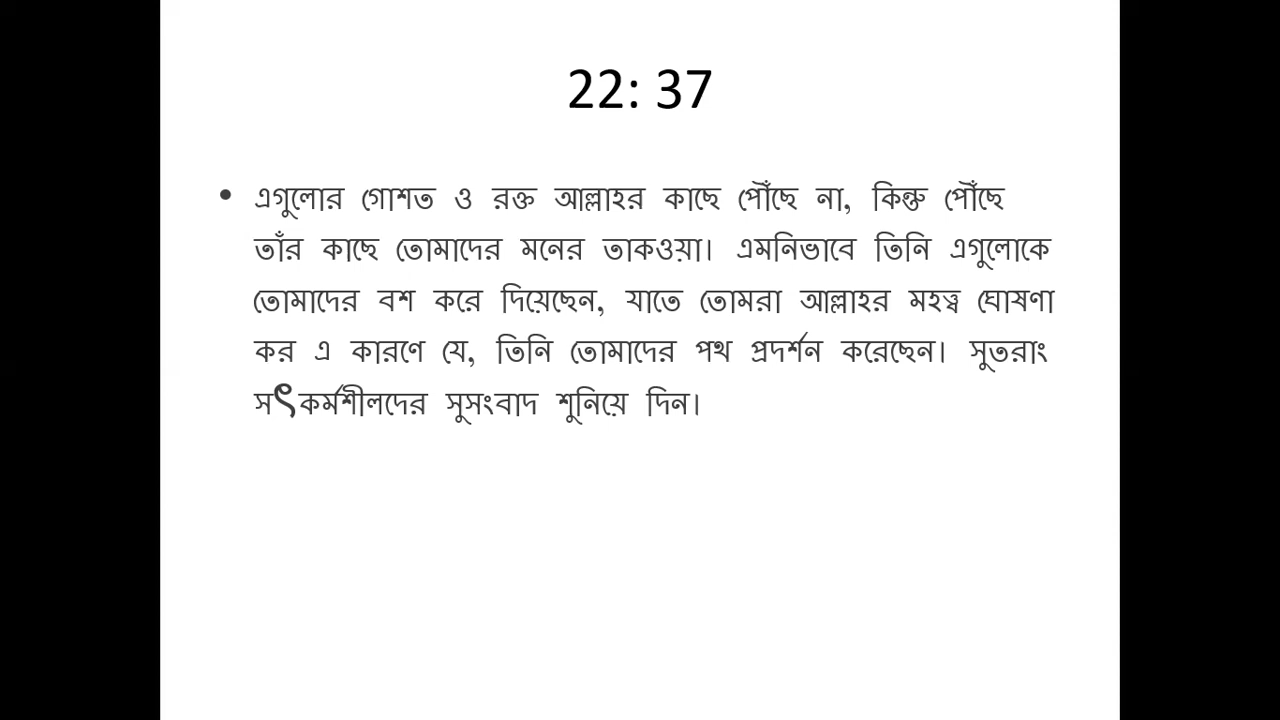 22: 37
• এগুলোর গোশত ও রক্ত আল্লাহর কাছে পৌঁছে না, কিন্তু পৌঁছে
তাঁর কাছে তোমাদের মনের তাকওয়া। এমনিভাবে তিনি এগুলোকে
তোমাদের বশ করে দিয়েছেন, যাতে তোমরা আল্লাহর মহত্ত্ব ঘোষণা
কর এ কারণে যে, তিনি তোমাদের পথ প্রদর্শন করেছেন। সুতরাং
সৎকর্মশীলদের সুসংবাদ শুনিয়ে দিন।